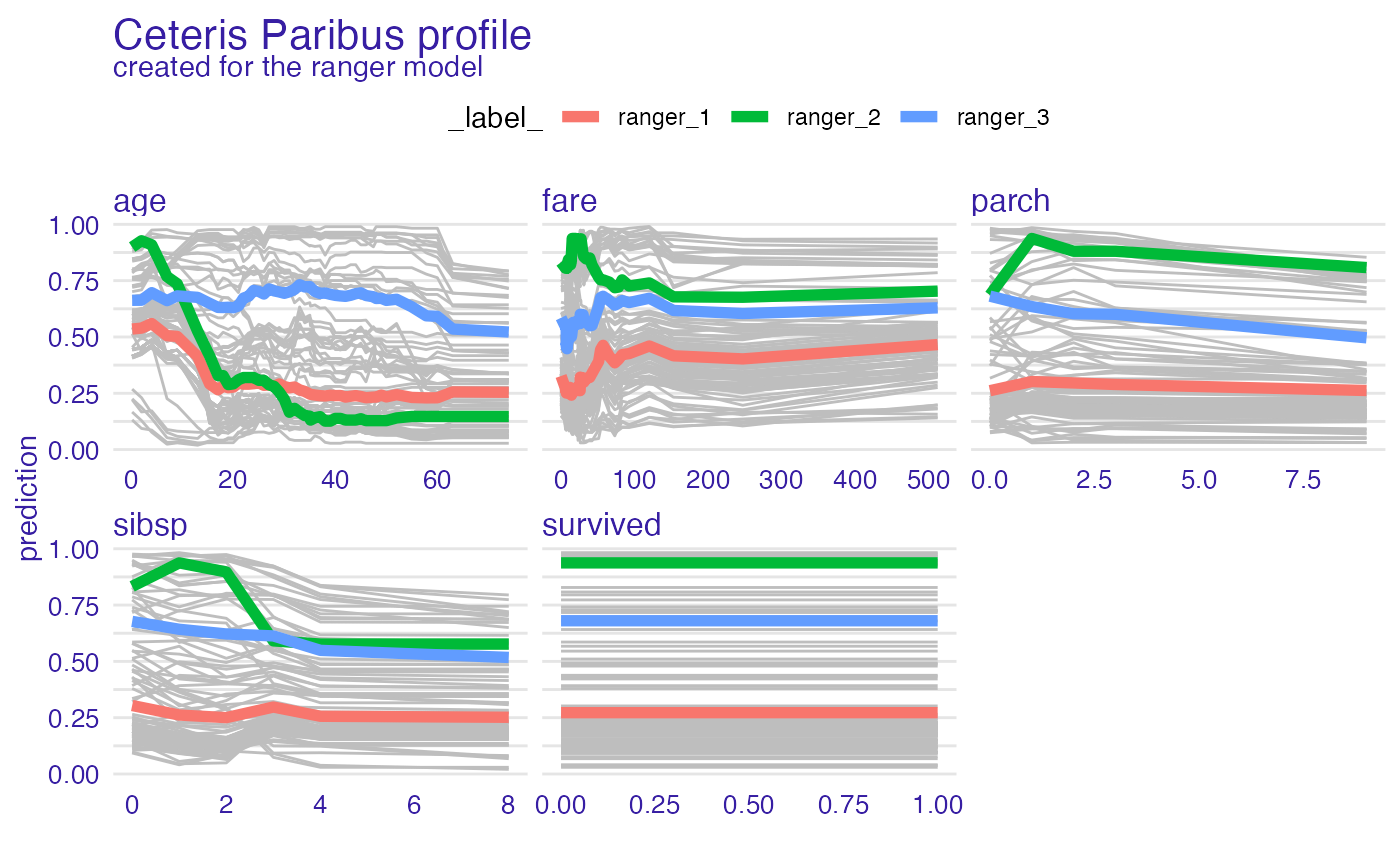 Ceteris Paribus profile
created for the ranger model
_label_ ranger_1 ranger_2 ranger_3
age fare parch
1.00
0.75
0.50
0.25
0.00
0 20 40 60 0 100 200 300 400 500 0.0 2.5 5.0 7.5
prediction
sibsp survived
1.00
0.75
0.50
0.25
0.00
0 2 4 6 8 0.00 0.25 0.50 0.75 1.00